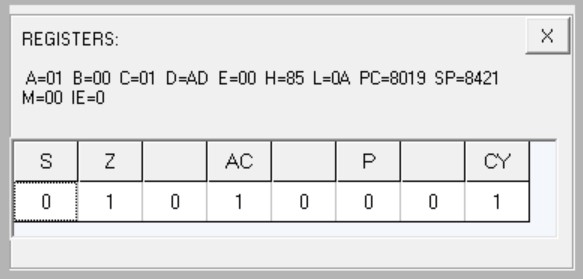 REGISTERS:
X
A=01 B=00 C=01 D=AD E=00 H=85 L=0A PC=8019 SP=8421
M=00 IE=0
S Z AC P CY
0 1 0 1 0 0 0 1